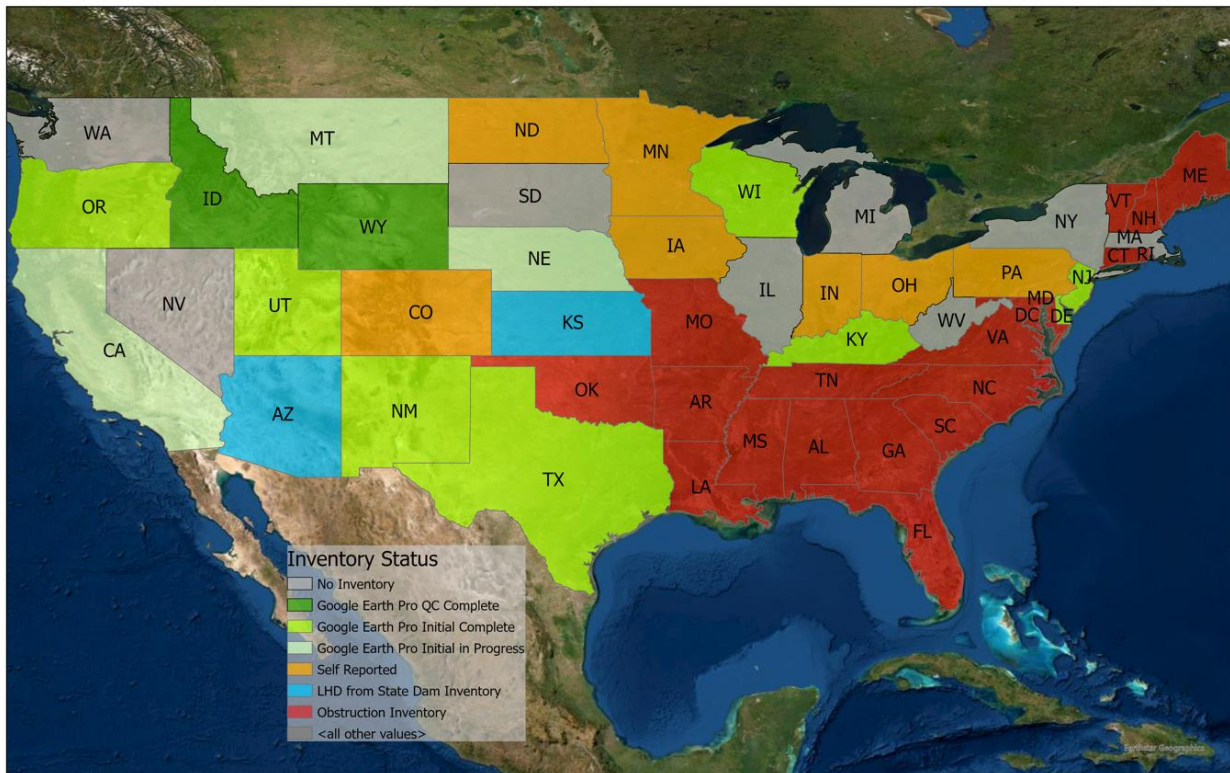 WA
MT
ND
MN
OR
ID
SD
WI
MI
ME
VT
NH
NY
MA
CT
RI
WY
NE
IA
IL
IN
OH
PA
NJ
MD
DC
DE
WV
VA
NV
UT
CO
KS
MO
KY
CA
AZ
NM
OK
AR
TN
NC
SC
TX
LA
MS
AL
GA
FL
Inventory Status
No Inventory
Google Earth Pro QC Complete
Google Earth Pro Initial Complete
Google Earth Pro Initial in Progress
Self Reported
LHD from State Dam Inventory
Obstruction Inventory
<all other values>
Earthstar Geographics